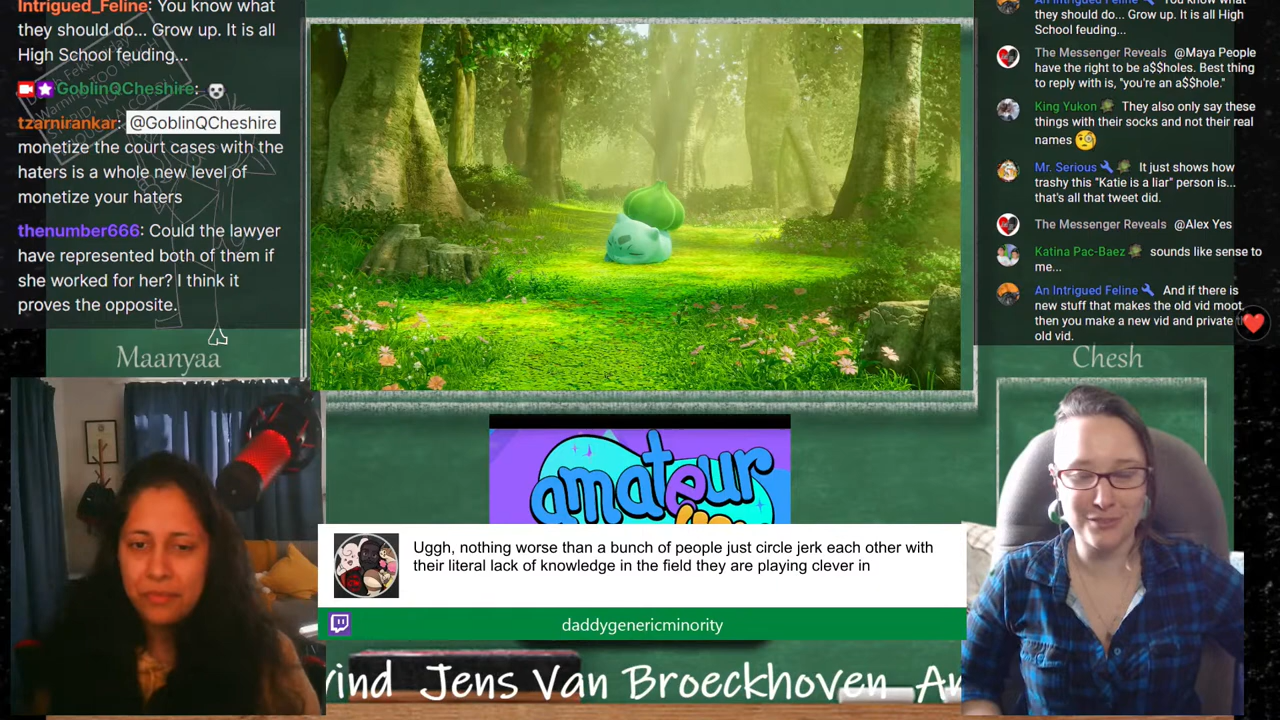 Intrigued_Feline: You know what
they should do... Grow up. It is all
High School feuding...
GoblinQCheshire:
tzarnirankar: @GoblinQCheshire
monetize the court cases with the
haters is a whole new level of
monetize your haters
thenumber666: Could the lawyer
have represented both of them if
she worked for her? I think it
proves the opposite.
Maanyaa
they should do... Grow up. It is all High
School feuding...
The Messenger Reveals @Maya People
have the right to be a$$holes. Best thing
to reply with is, "you're an a$$hole."
King Yukon They also only say these
things with their socks and not their real
names
Mr. Serious It just shows how
trashy this "Katie is a liar" person is...
that's all that tweet did.
The Messenger Reveals @Alex Yes
Katina Pac-Baez sounds like sense to
me...
An Intrigued Feline And if there is
new stuff that makes the old vid moot,
then you make a new vid and private
old vid.
Chesh
amateur
Uggh, nothing worse than a bunch of people just circle jerk each other with
their literal lack of knowledge in the field they are playing clever in
daddygenericminority
vind Jens Van Broeckhoven An